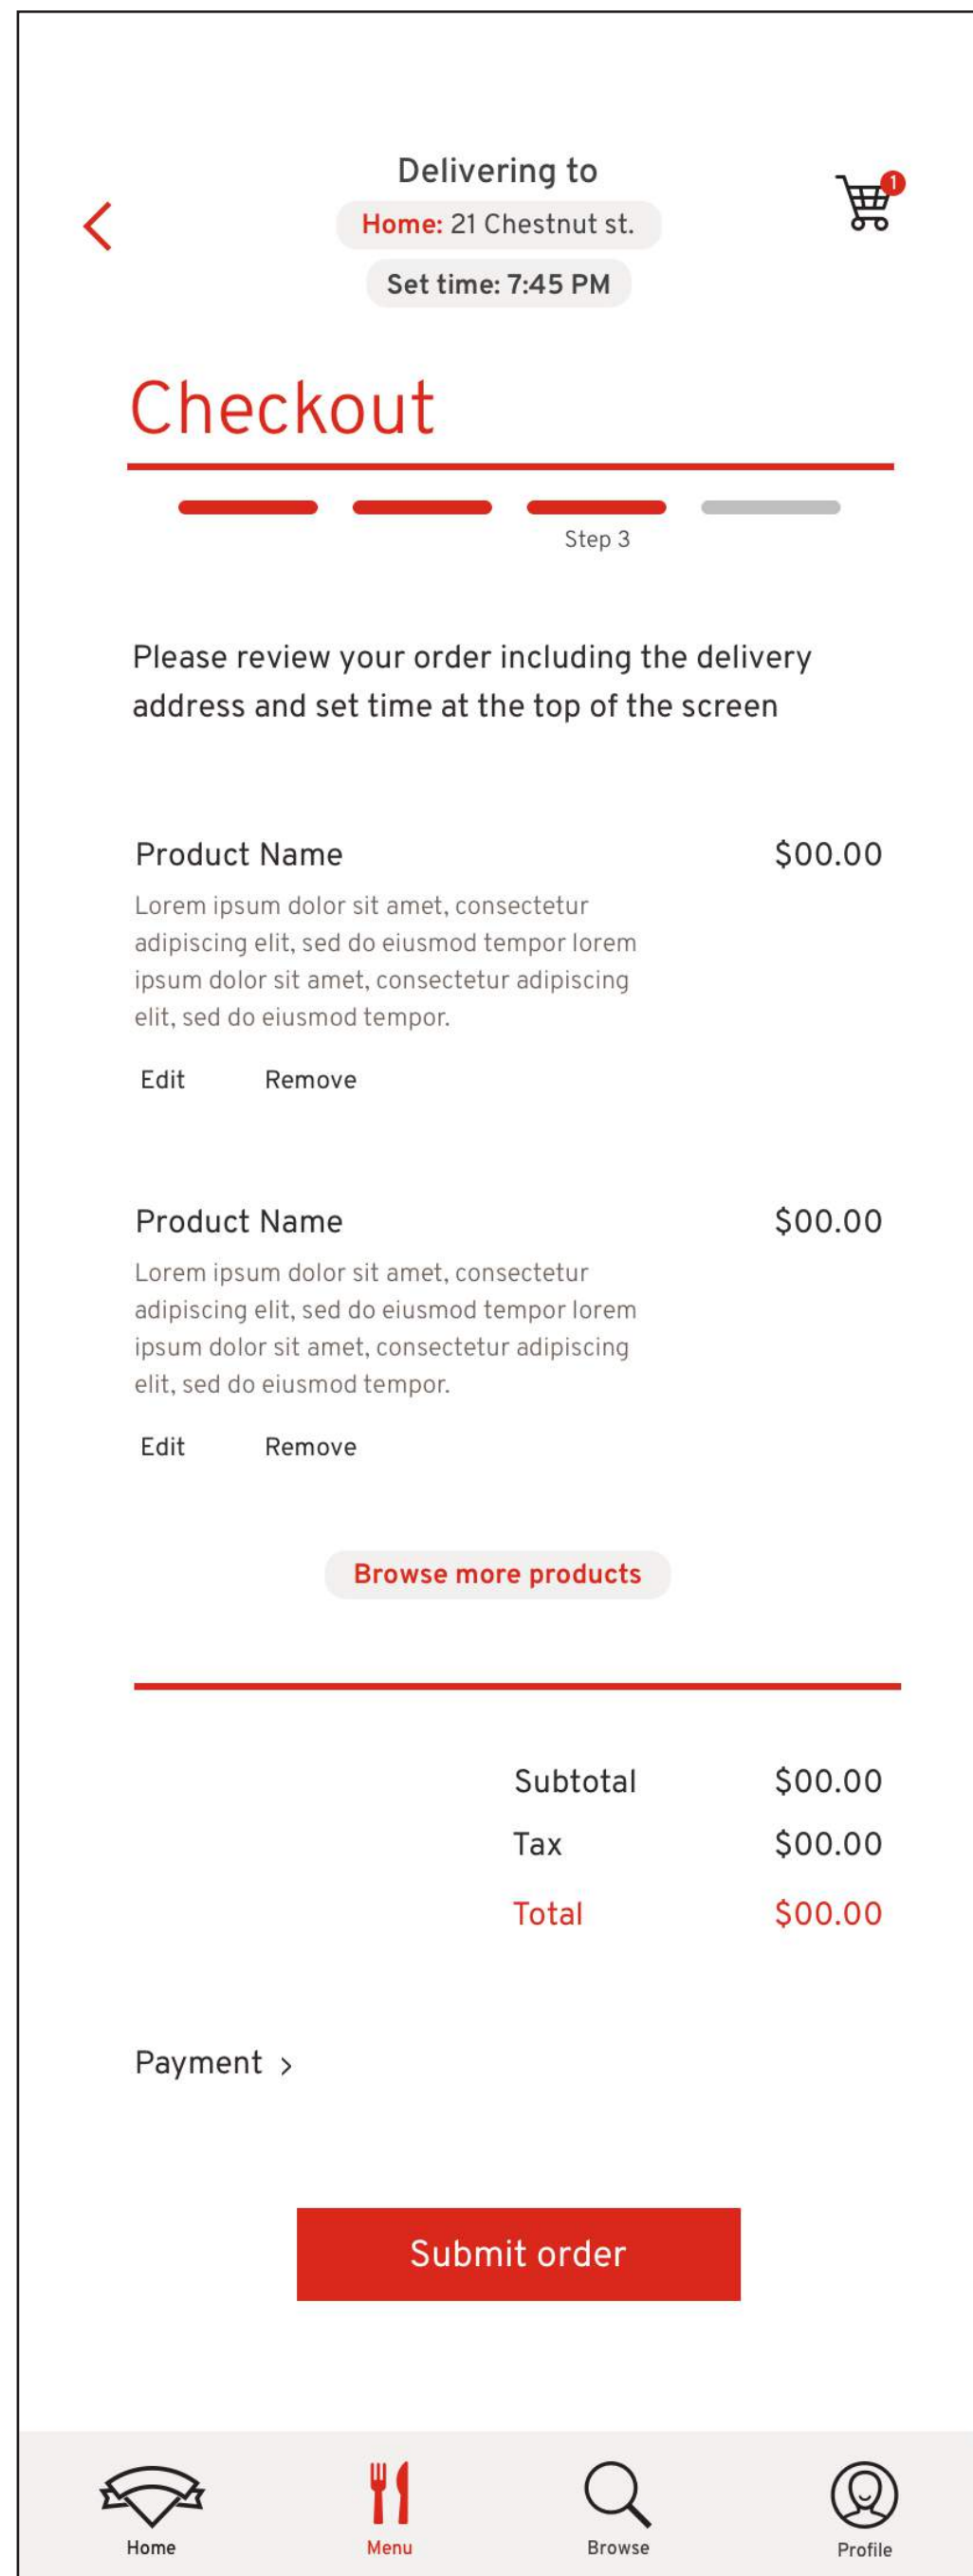 Delivering to
1
Home: 21 Chestnut st.
Set time: 7:45 PM
Checkout
Step 3
Please review your order including the delivery
address and set time at the top of the screen
Product Name $00.00
Lorem ipsum dolor sit amet, consectetur
adipiscing elit, sed do eiusmod tempor lorem
ipsum dolor sit amet, consectetur adipiscing
elit, sed do eiusmod tempor.
Edit Remove
Product Name $00.00
Lorem ipsum dolor sit amet, consectetur
adipiscing elit, sed do eiusmod tempor lorem
ipsum dolor sit amet, consectetur adipiscing
elit, sed do eiusmod tempor.
Edit Remove
Browse more products
Subtotal $00.00
Tax $00.00
Total $00.00
Payment >
Submit order
Home Menu Browse Profile